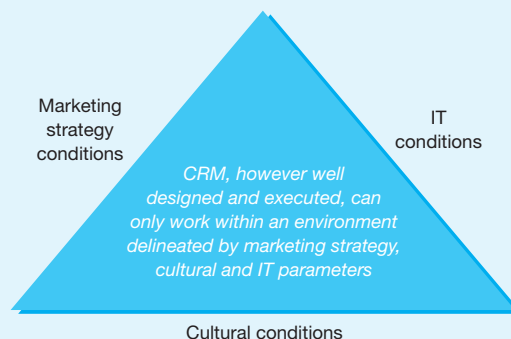 Marketing
strategy
conditions
IT
conditions
CRM, however well
designed and executed, can
only work within an environment
delineated by marketing strategy,
cultural and IT parameters
Cultural conditions